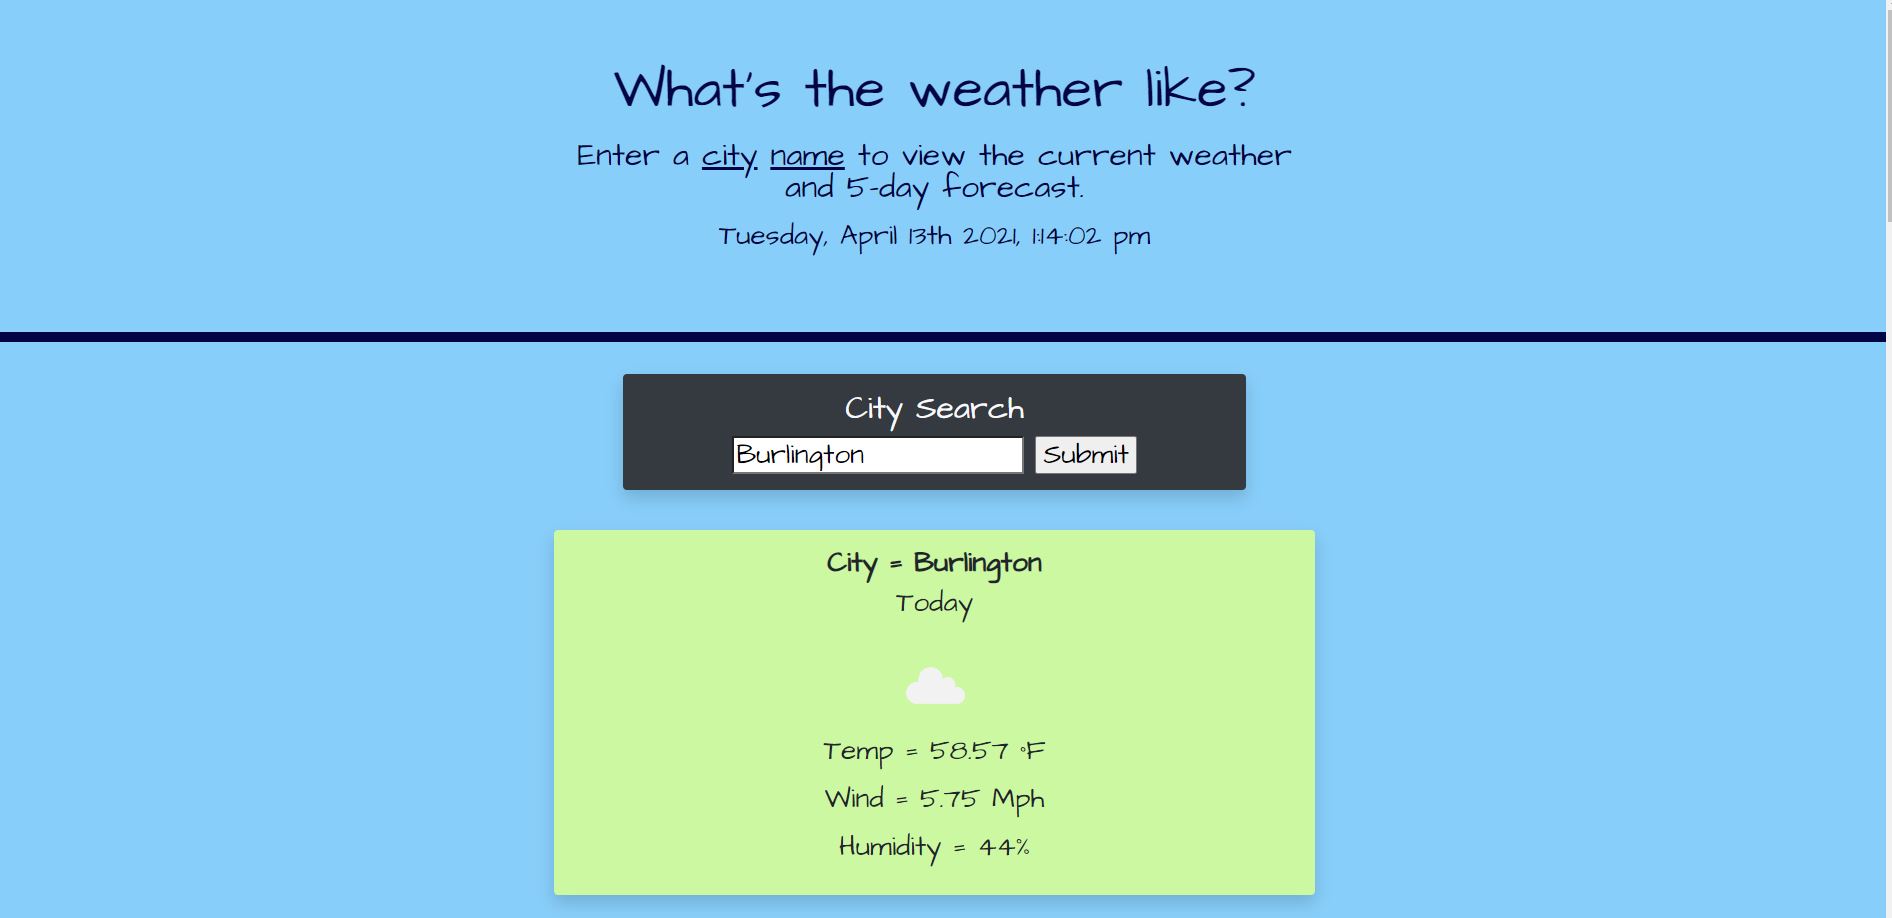 What's the weather like?
Enter a city name to view the current weather
and 5-day forecast.
Tuesday, April 13th 2021, 1:14:02 pm
City Search
Burlington
Submit
City = Burlington
Today
Temp = 58.57 °F
Wind = 5.75 Mph
Humidity = 44%